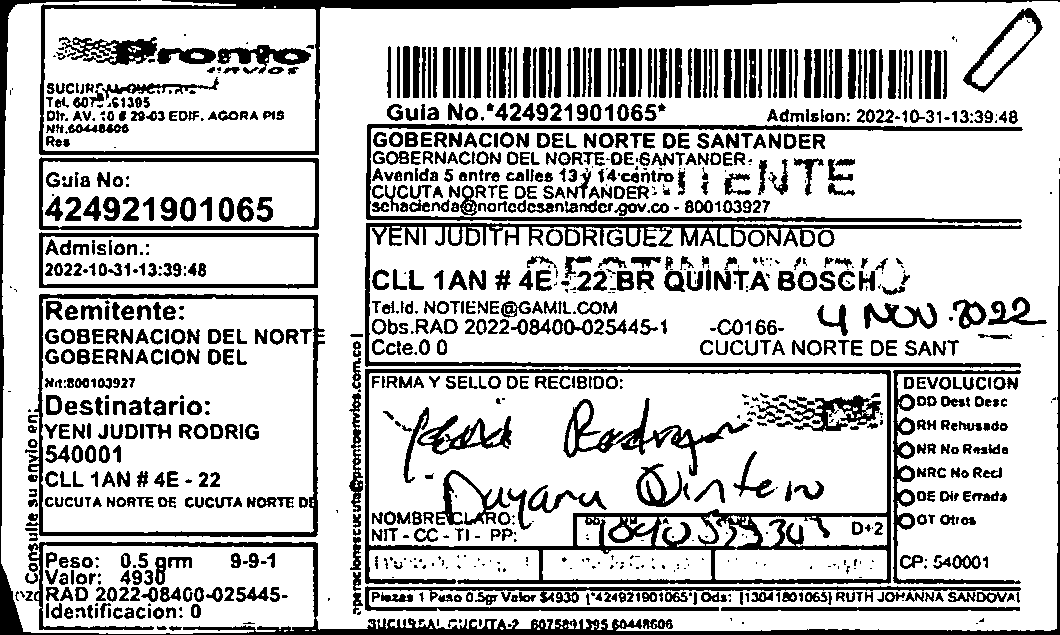 Pronto
envios
Tel. 607
Dir. AV. 10 # 29-03 EDIF. AGORA PIS
Nit.60448606
Res
Guia No:
424921901065
Admision.:
2022-10-31-13:39:48
Remitente:
GOBERNACION DEL NORTE
GOBERNACION DEL
Nit:800103927
Destinatario:
YENI JUDITH RODRIG
540001
CLL 1AN # 4E - 22
CUCUTA NORTE DE CUCUTA NORTE DE
Peso: 0.5 grm 9-9-1
Valor: 4930
RAD 2022-08400-025445-
Identificacion: 0
Consulte su envio en:
operacionescucuta@prontoenvios.com.co
Guia No.*424921901065*
Admision: 2022-10-31-13:39:48
GOBERNACION DEL NORTE DE SANTANDER
GOBERNACION DEL NORTE DE SANTANDER
Avenida 5 entre calles 13 y 14 centro
CUCUTA NORTE DE SANTANDER
sehacienda@nortedesantander.gov.co - 800103927
YENI JUDITH RODRIGUEZ MALDONADO
DESTINATARIO
CLL 1AN # 4E - 22 BR QUINTA BOSCH
Tel.Id. NOTIENE@GAMIL.COM
4 NOV. 2022
Obs.RAD 2022-08400-025445-1 -C0166-
Ccte.0 0 CUCUTA NORTE DE SANT
FIRMA Y SELLO DE RECIBIDO:
Dayana Quintero
NOMBRE CLARO:
NIT - CC - TI - PP:
D+2
DEVOLUCION
DD Dest Desc
RH Rehusado
NR No Reside
NRC No Recl
DE Dir Errada
OT Otros
CP: 540001
Piezas 1 Peso 0.5gr Valor $4930 [*424921901065*] Ods: [13041801065] RUTH JOHANNA SANDOVAL
SUCURSAL CUCUTA-2 6075891395 60448606